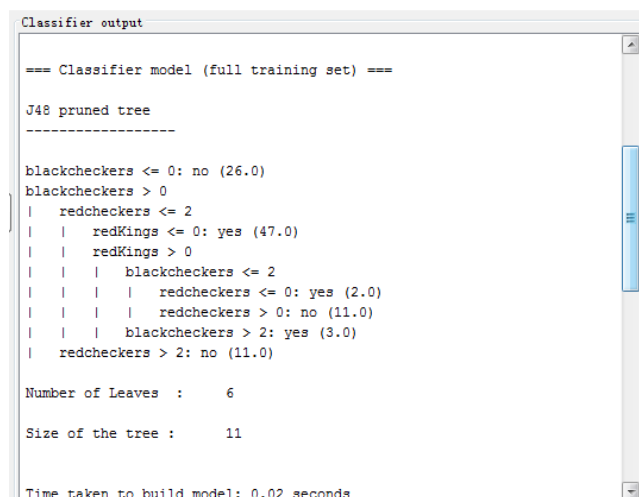 Classifier output
=== Classifier model (full training set) ===
J48 pruned tree
------------------
blackcheckers <= 0: no (26.0)
blackcheckers > 0
|   redcheckers <= 2
|   |   redKings <= 0: yes (47.0)
|   |   redKings > 0
|   |   |   blackcheckers <= 2
|   |   |   |   redcheckers <= 0: yes (2.0)
|   |   |   |   redcheckers > 0: no (11.0)
|   |   |   blackcheckers > 2: yes (3.0)
|   redcheckers > 2: no (11.0)
Number of Leaves  :     6
Size of the tree :      11
Time taken to build model: 0.02 seconds